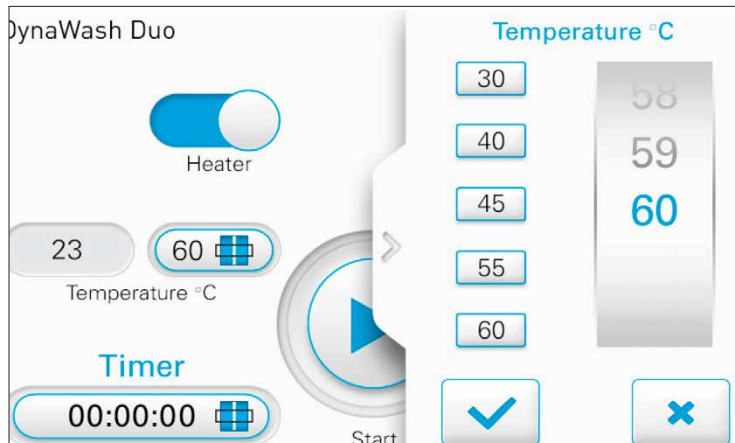 DynaWash Duo
Heater
23
60
Temperature °C
Timer
00:00:00
Start
Temperature °C
30
40
45
55
60
58
59
60